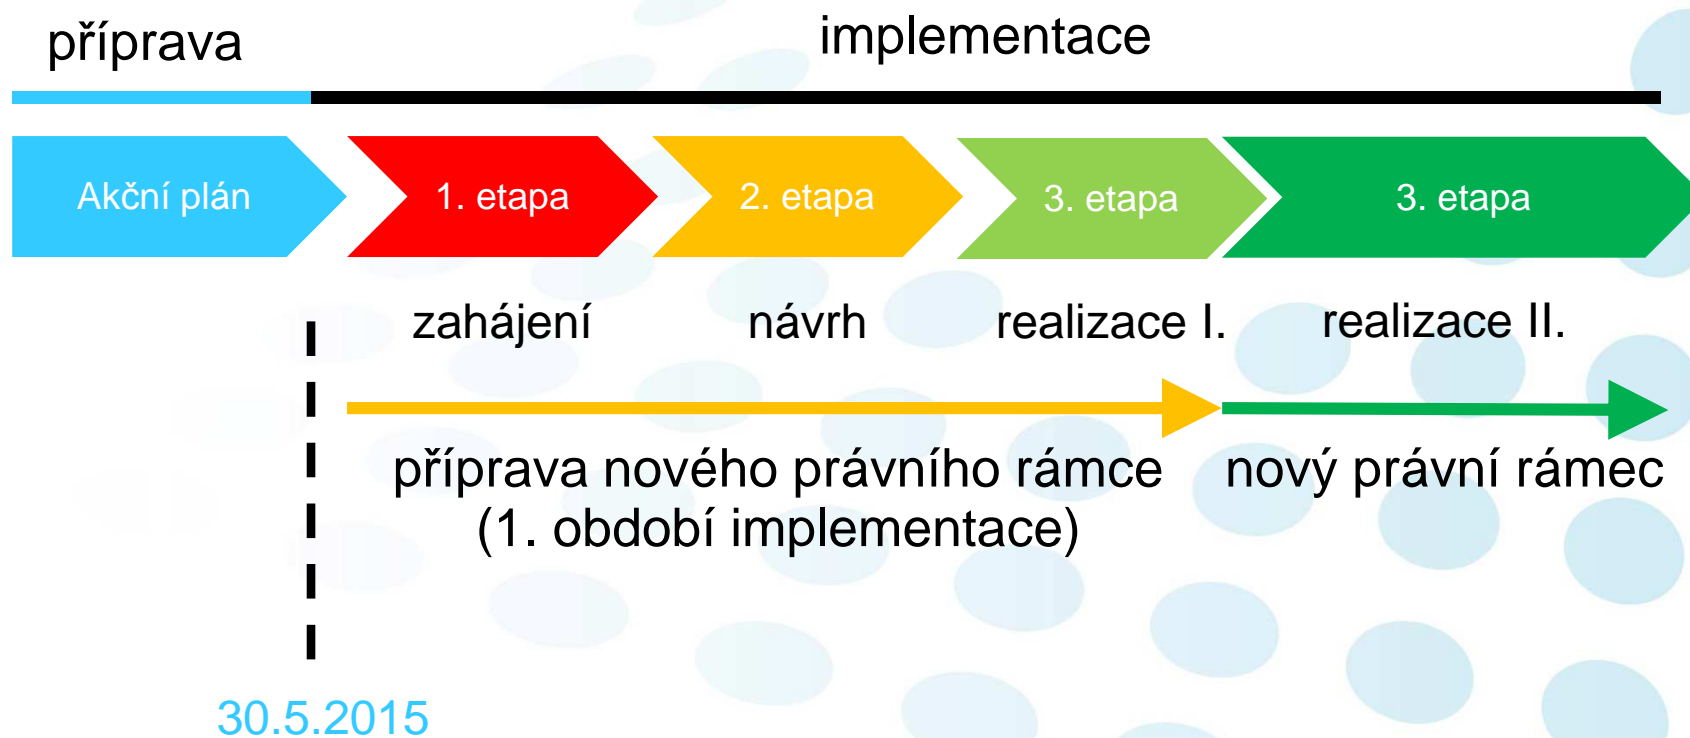 příprava
implementace
Akční plán
1. etapa
2. etapa
3. etapa
3. etapa
zahájení
návrh
realizace I.
realizace II.
příprava nového právního rámce
(1. období implementace)
nový právní rámec
30.5.2015